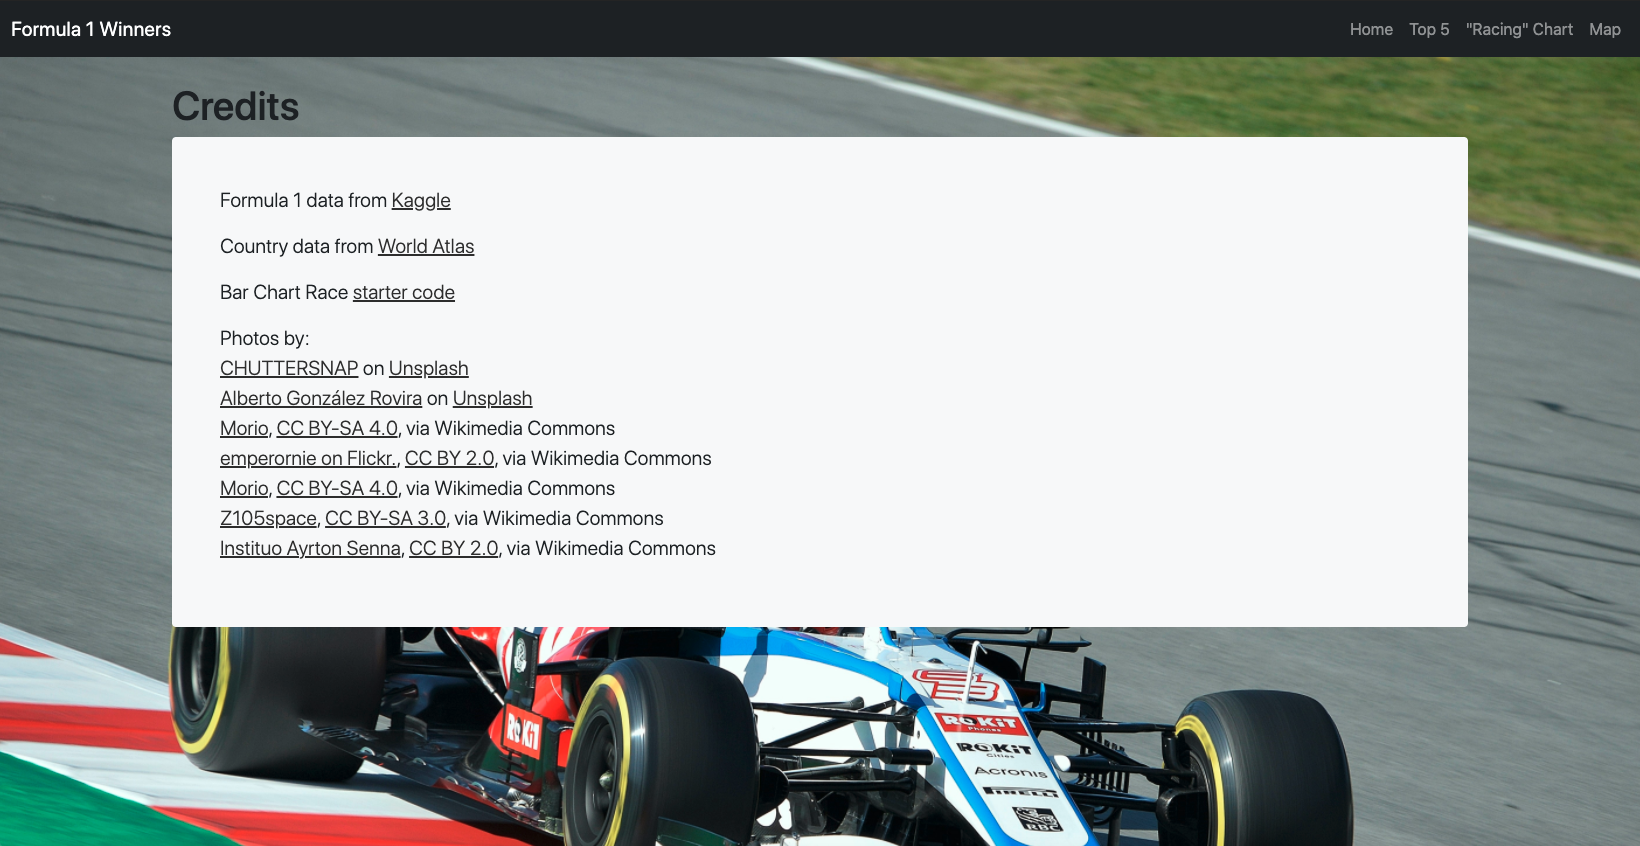 Formula 1 Winners
Home Top 5 "Racing" Chart Map
Credits
Formula 1 data from Kaggle
Country data from World Atlas
Bar Chart Race starter code
Photos by:
CHUTTERSNAP on Unsplash
Alberto González Rovira on Unsplash
Morio, CC BY-SA 4.0, via Wikimedia Commons
emperornie on Flickr., CC BY 2.0, via Wikimedia Commons
Morio, CC BY-SA 4.0, via Wikimedia Commons
Z105space, CC BY-SA 3.0, via Wikimedia Commons
Instituo Ayrton Senna, CC BY 2.0, via Wikimedia Commons
ROKiT
ROKiT
Phones
ROKiT
Cities
Acronis
PIRELLI
RBC